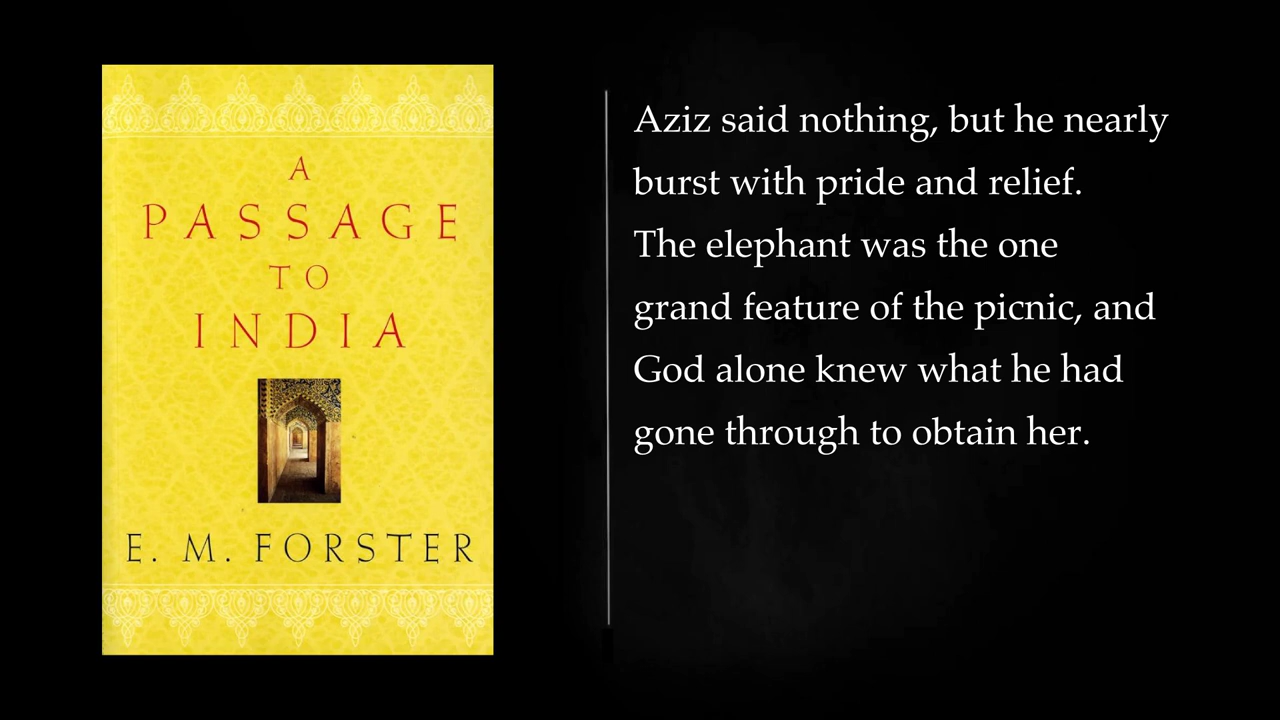 A
PASSAGE
TO
INDIA
E. M. FORSTER
Aziz said nothing, but he nearly
burst with pride and relief.
The elephant was the one
grand feature of the picnic, and
God alone knew what he had
gone through to obtain her.